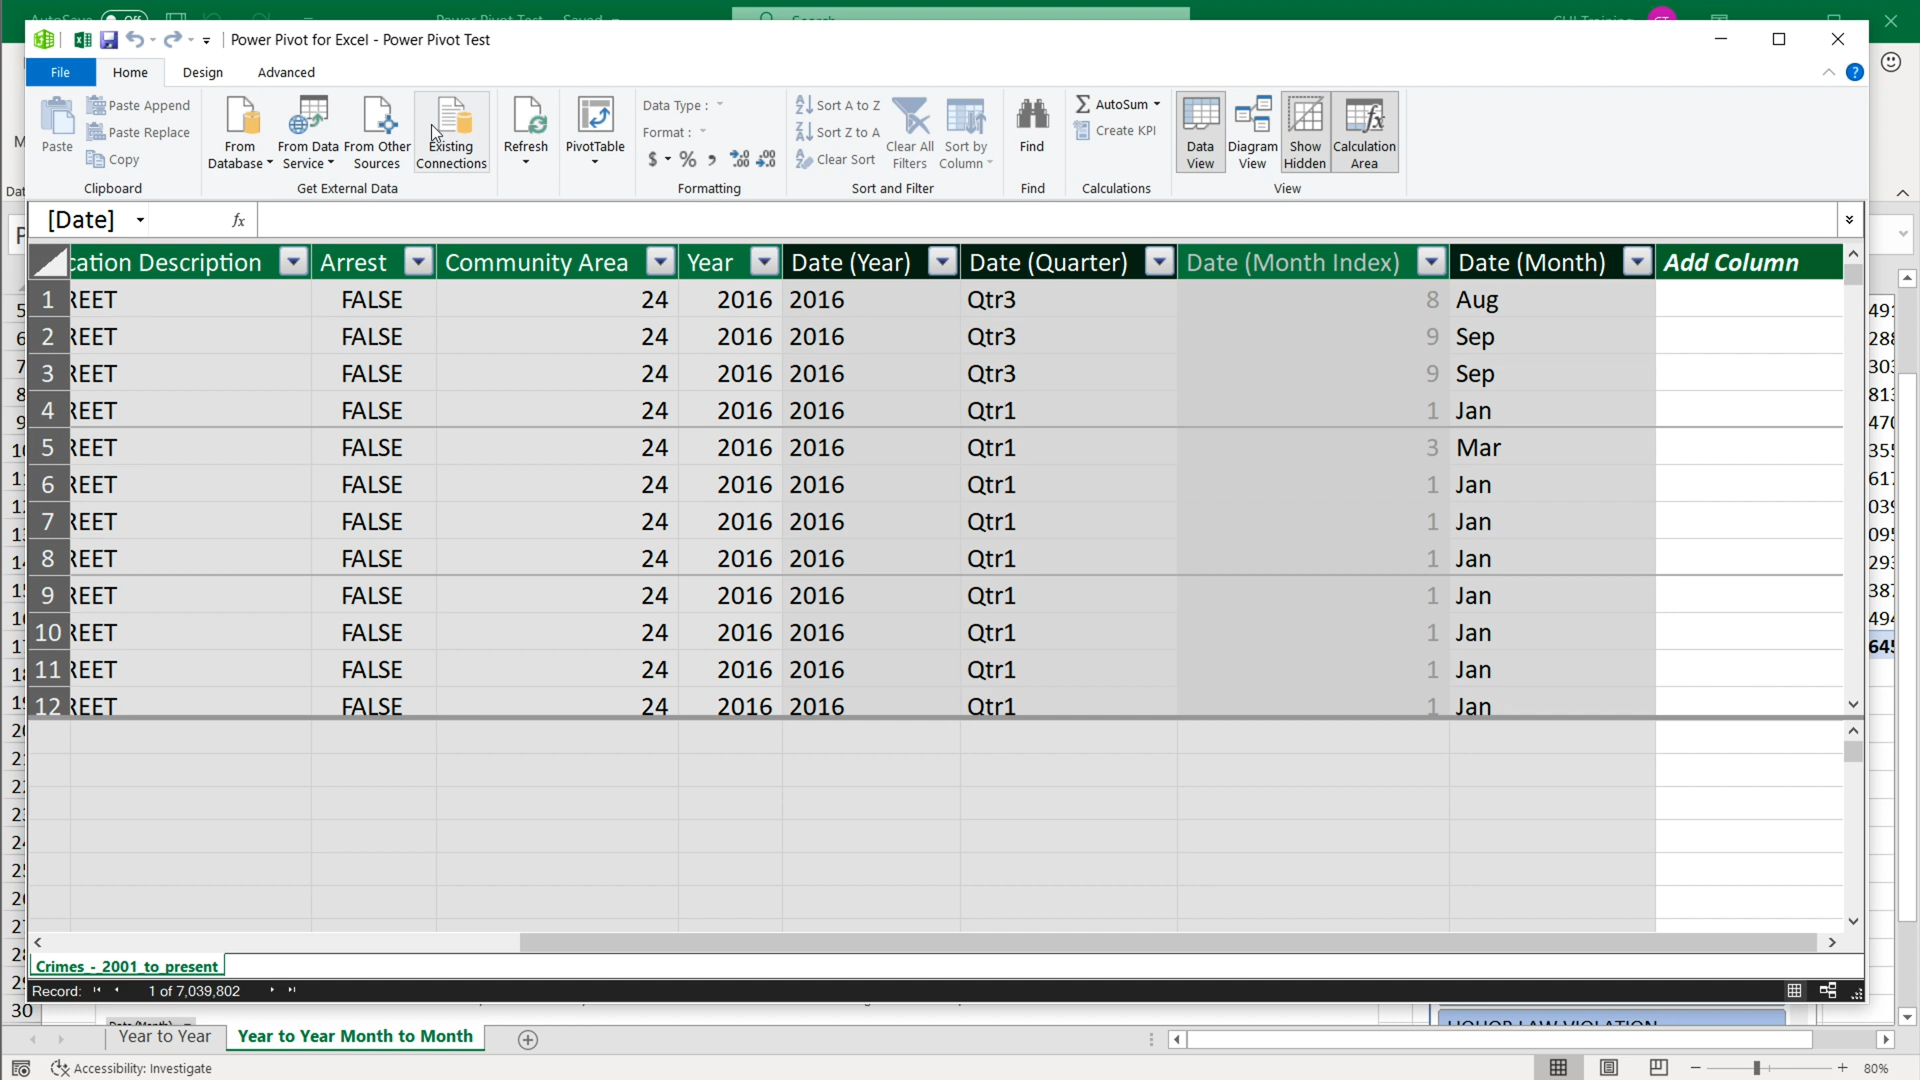 Power Pivot for Excel - Power Pivot Test
File Home Design Advanced
Paste
Paste Append
Paste Replace
Copy
Clipboard
From Database
From Data Service
From Other Sources
Existing Connections
Get External Data
Refresh
PivotTable
Data Type :
Format :
$ % ,
Formatting
Sort A to Z
Sort Z to A
Clear Sort
Clear All Filters
Sort by Column
Sort and Filter
Find
Find
AutoSum
Create KPI
Calculations
Data View
Diagram View
Show Hidden
Calculation Area
View
[Date] fx
cation Description Arrest Community Area Year Date (Year) Date (Quarter) Date (Month Index) Date (Month) Add Column
1 REET FALSE 24 2016 2016 Qtr3 8 Aug
2 REET FALSE 24 2016 2016 Qtr3 9 Sep
3 REET FALSE 24 2016 2016 Qtr3 9 Sep
4 REET FALSE 24 2016 2016 Qtr1 1 Jan
5 REET FALSE 24 2016 2016 Qtr1 3 Mar
6 REET FALSE 24 2016 2016 Qtr1 1 Jan
7 REET FALSE 24 2016 2016 Qtr1 1 Jan
8 REET FALSE 24 2016 2016 Qtr1 1 Jan
9 REET FALSE 24 2016 2016 Qtr1 1 Jan
10 REET FALSE 24 2016 2016 Qtr1 1 Jan
11 REET FALSE 24 2016 2016 Qtr1 1 Jan
12 REET FALSE 24 2016 2016 Qtr1 1 Jan
Crimes_-_2001_to_present
Record: 1 of 7,039,802
30
Year to Year Year to Year Month to Month
Accessibility: Investigate 80%